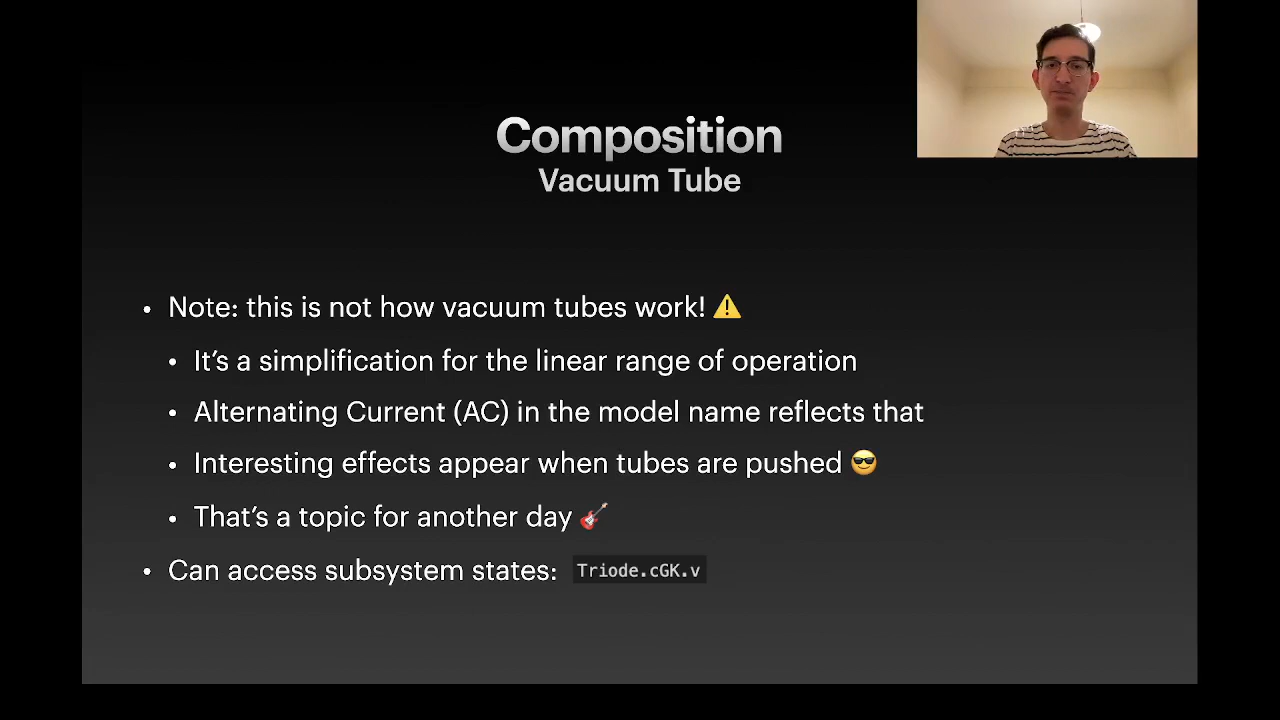 Composition
Vacuum Tube
• Note: this is not how vacuum tubes work! ⚠️
• It’s a simplification for the linear range of operation
• Alternating Current (AC) in the model name reflects that
• Interesting effects appear when tubes are pushed 😎
• That’s a topic for another day 🎸
• Can access subsystem states: Triode.cGK.v